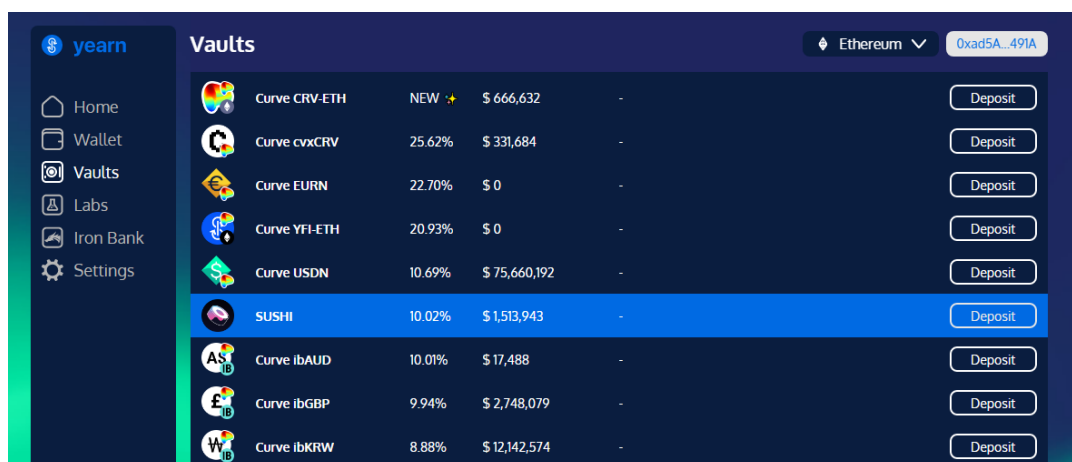 yearn
Vaults
Ethereum
0xad5A...491A
Home
Wallet
Vaults
Labs
Iron Bank
Settings
Curve CRV-ETH NEW ✨ $ 666,632 - Deposit
Curve cvxCRV 25.62% $ 331,684 - Deposit
Curve EURN 22.70% $ 0 - Deposit
Curve YFI-ETH 20.93% $ 0 - Deposit
Curve USDN 10.69% $ 75,660,192 - Deposit
SUSHI 10.02% $ 1,513,943 - Deposit
Curve ibAUD 10.01% $ 17,488 - Deposit
Curve ibGBP 9.94% $ 2,748,079 - Deposit
Curve ibKRW 8.88% $ 12,142,574 - Deposit